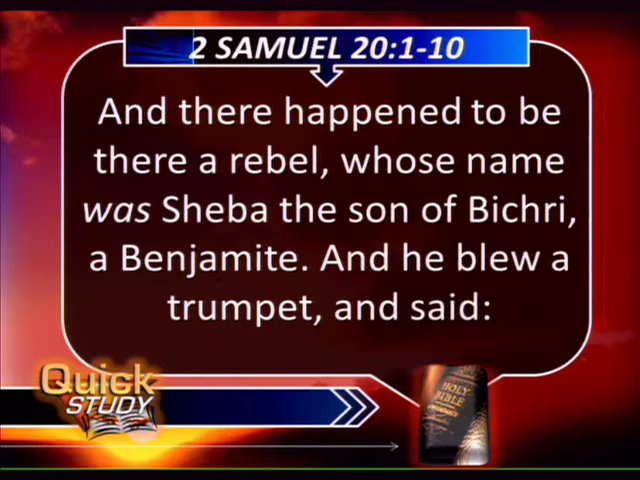 2 SAMUEL 20:1-10
And there happened to be
there a rebel, whose name
was Sheba the son of Bichri,
a Benjamite. And he blew a
trumpet, and said:
Quick
STUDY
HOLY
BIBLE